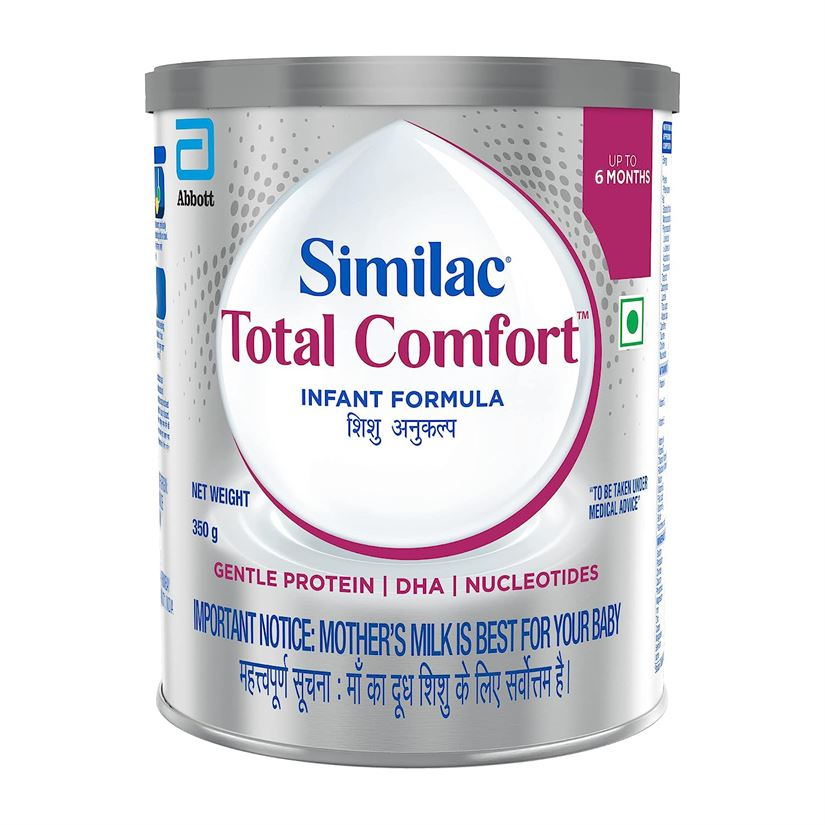 Abbott
UP TO
6 MONTHS
Similac®
Total Comfort™
INFANT FORMULA
शिशु अनुकल्प
NET WEIGHT
350 g
"TO BE TAKEN UNDER
MEDICAL ADVICE"
GENTLE PROTEIN | DHA | NUCLEOTIDES
IMPORTANT NOTICE: MOTHER'S MILK IS BEST FOR YOUR BABY
महत्त्वपूर्ण सूचना : माँ का दूध शिशु के लिए सर्वोत्तम है।